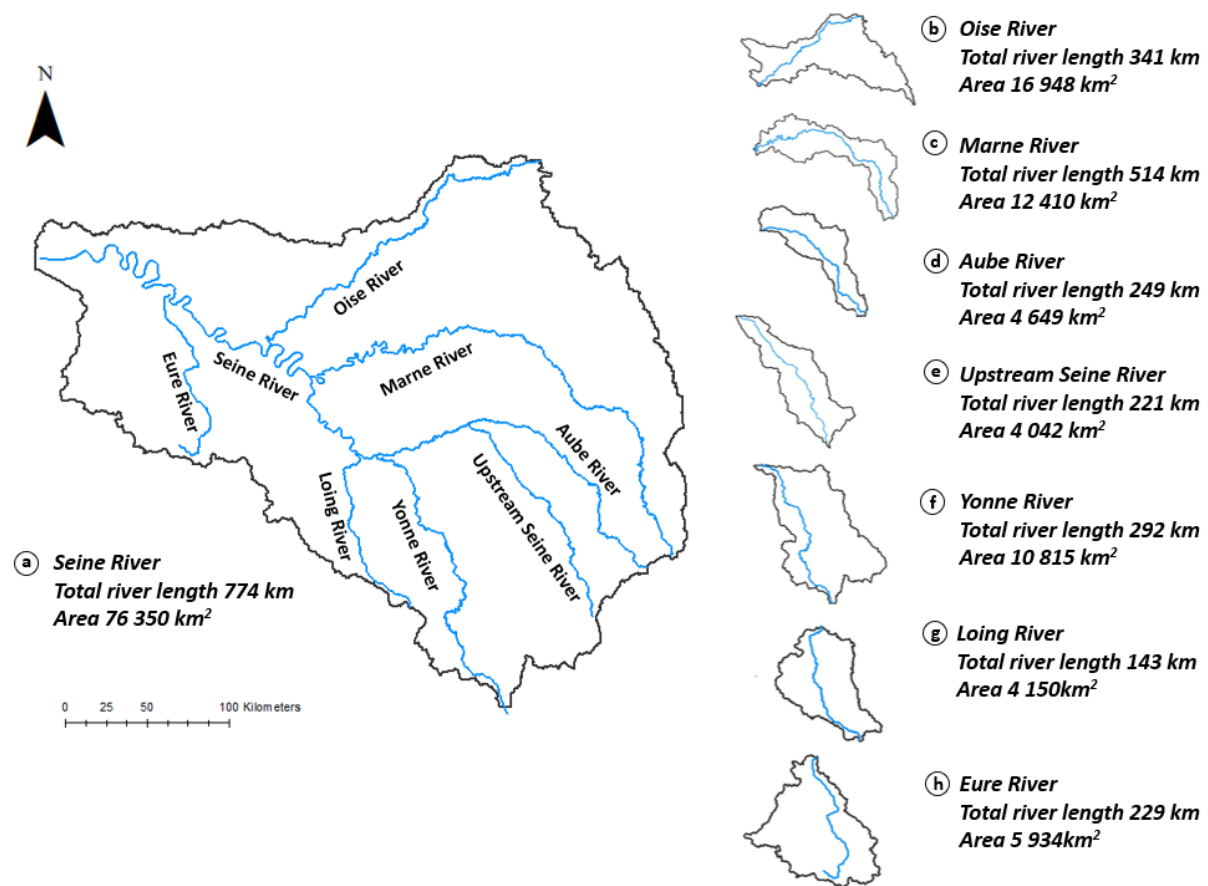 N
Oise River
Marne River
Seine River
Eure River
Aube River
Upstream Seine River
Loing River
Yonne River
a Seine River
Total river length 774 km
Area 76 350 km²
0 25 50 100 Kilometers
b Oise River
Total river length 341 km
Area 16 948 km²
c Marne River
Total river length 514 km
Area 12 410 km²
d Aube River
Total river length 249 km
Area 4 649 km²
e Upstream Seine River
Total river length 221 km
Area 4 042 km²
f Yonne River
Total river length 292 km
Area 10 815 km²
g Loing River
Total river length 143 km
Area 4 150km²
h Eure River
Total river length 229 km
Area 5 934km²